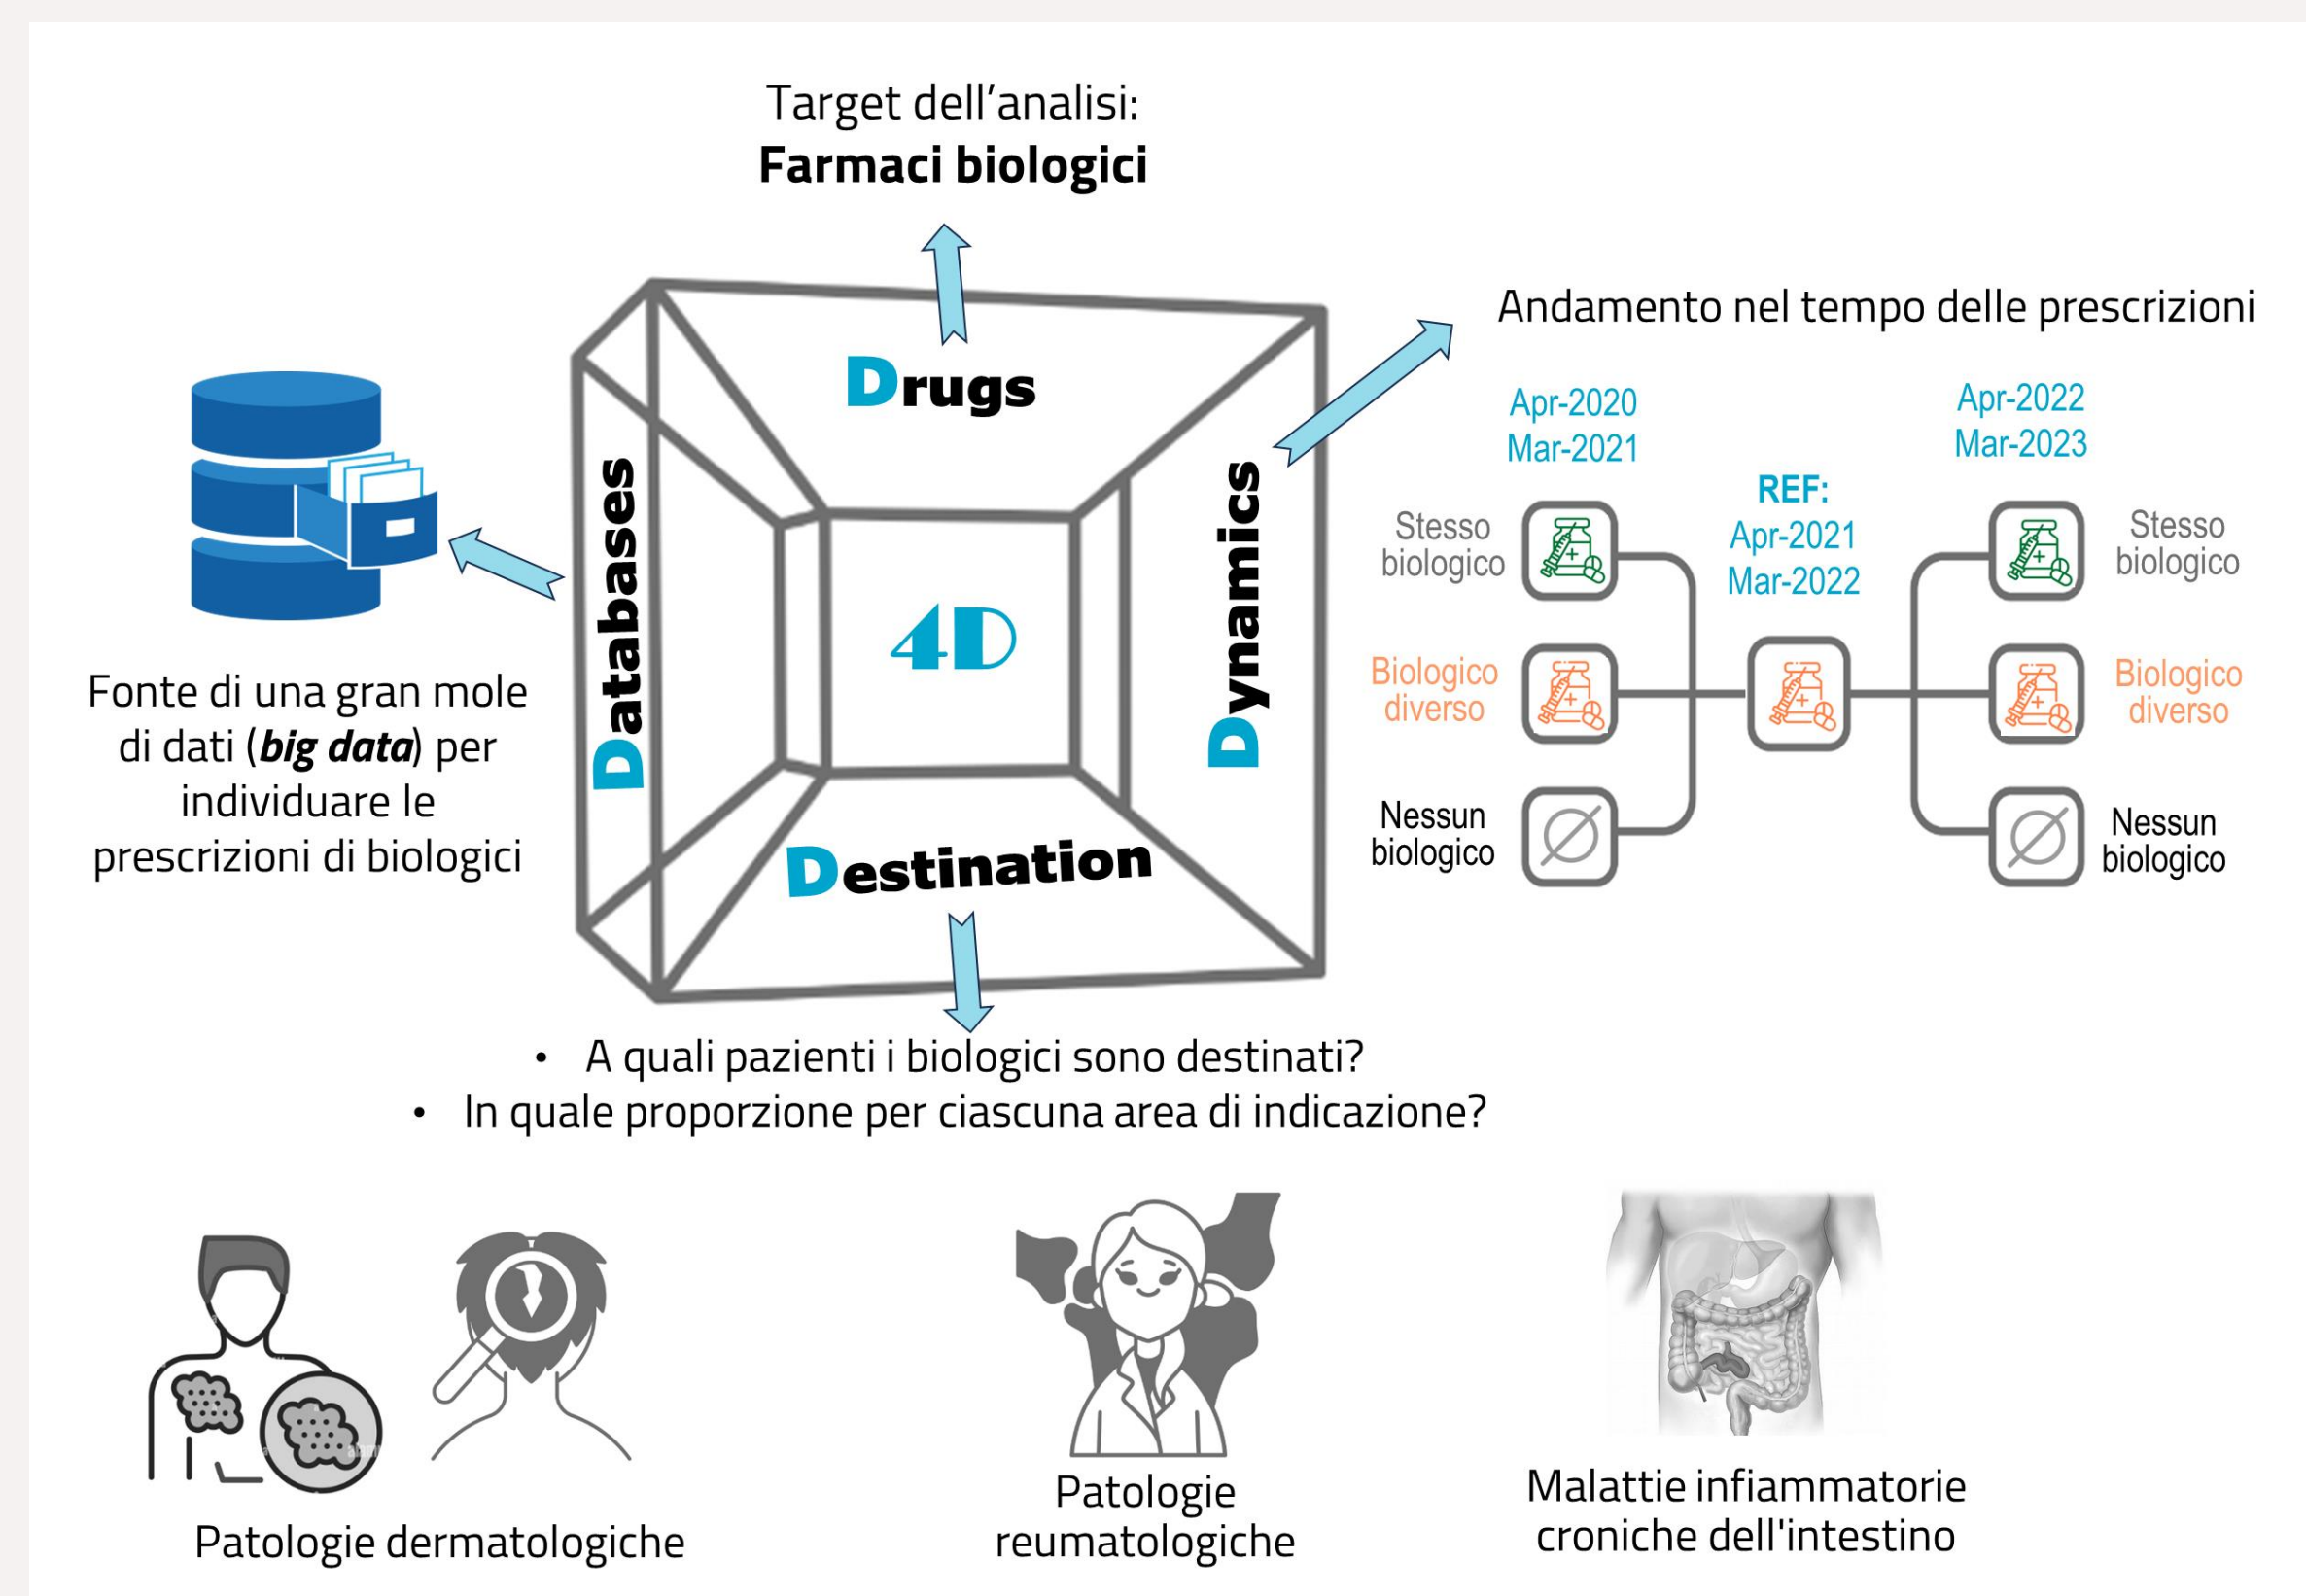 Target dell'analisi:
Farmaci biologici
Drugs
Databases
4D
Dynamics
Destination
Fonte di una gran mole
di dati (big data) per
individuare le
prescrizioni di biologici
Andamento nel tempo delle prescrizioni
Apr-2020
Mar-2021
REF:
Apr-2021
Mar-2022
Apr-2022
Mar-2023
Stesso
biologico
Biologico
diverso
Nessun
biologico
Stesso
biologico
Biologico
diverso
Nessun
biologico
• A quali pazienti i biologici sono destinati?
• In quale proporzione per ciascuna area di indicazione?
Patologie dermatologiche
Patologie
reumatologiche
Malattie infiammatorie
croniche dell'intestino